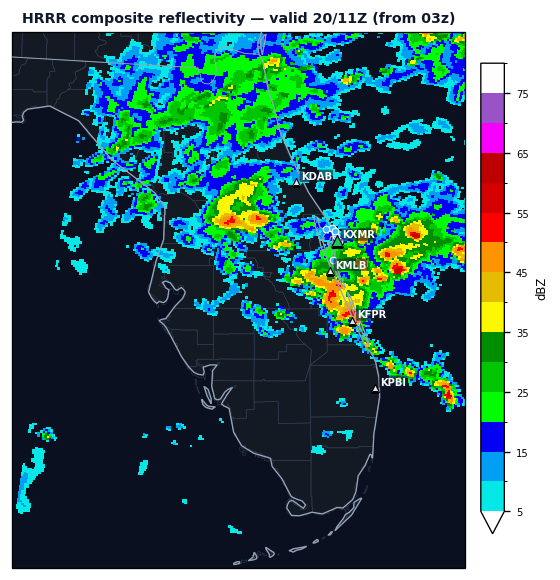 HRRR composite reflectivity — valid 20/11Z (from 03z)
KDAB
KXMR
KMLB
KFPR
KPBI
75
65
55
45
35
25
15
5
dBZ